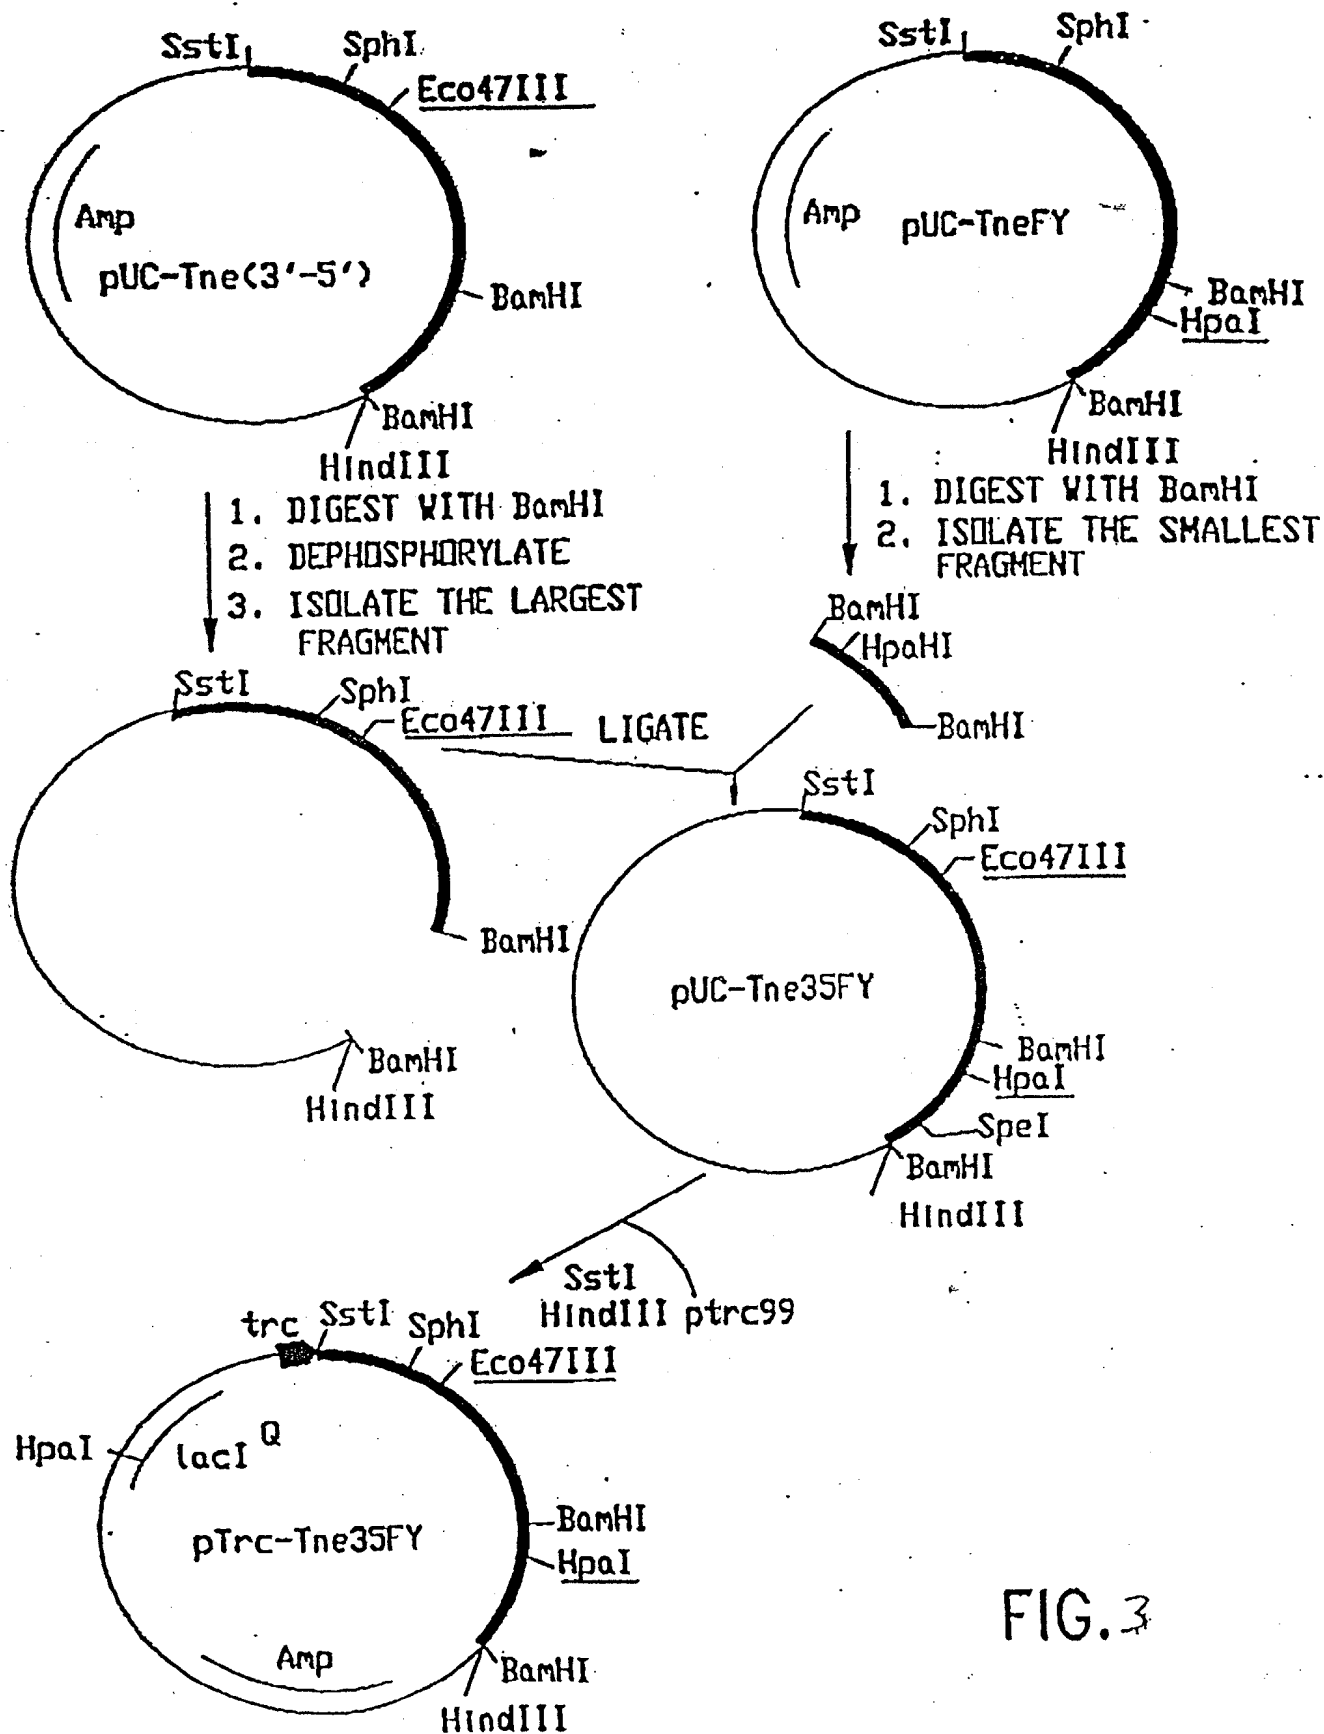 SstI
SphI
Eco47III
Amp
pUC-Tne(3'-5')
BamHI
BamHI
HindIII
SstI
SphI
Amp
pUC-TneFY
BamHI
HpaI
BamHI
HindIII
1. DIGEST WITH BamHI
2. DEPHOSPHORYLATE
3. ISOLATE THE LARGEST
FRAGMENT
1. DIGEST WITH BamHI
2. ISOLATE THE SMALLEST
FRAGMENT
BamHI
HpaHI
BamHI
SstI
SphI
Eco47III
LIGATE
BamHI
BamHI
HindIII
SstI
SphI
Eco47III
pUC-Tne35FY
BamHI
HpaI
SpeI
BamHI
HindIII
SstI
HindIII ptrc99
trc
SstI
SphI
Eco47III
HpaI
lacI Q
pTrc-Tne35FY
BamHI
HpaI
Amp
BamHI
HindIII
FIG. 3